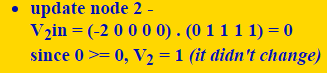 • update node 2 -
V2in = (-2 0 0 0 0) . (0 1 1 1 1) = 0
since 0 >= 0, V2 = 1 (it didn't change)